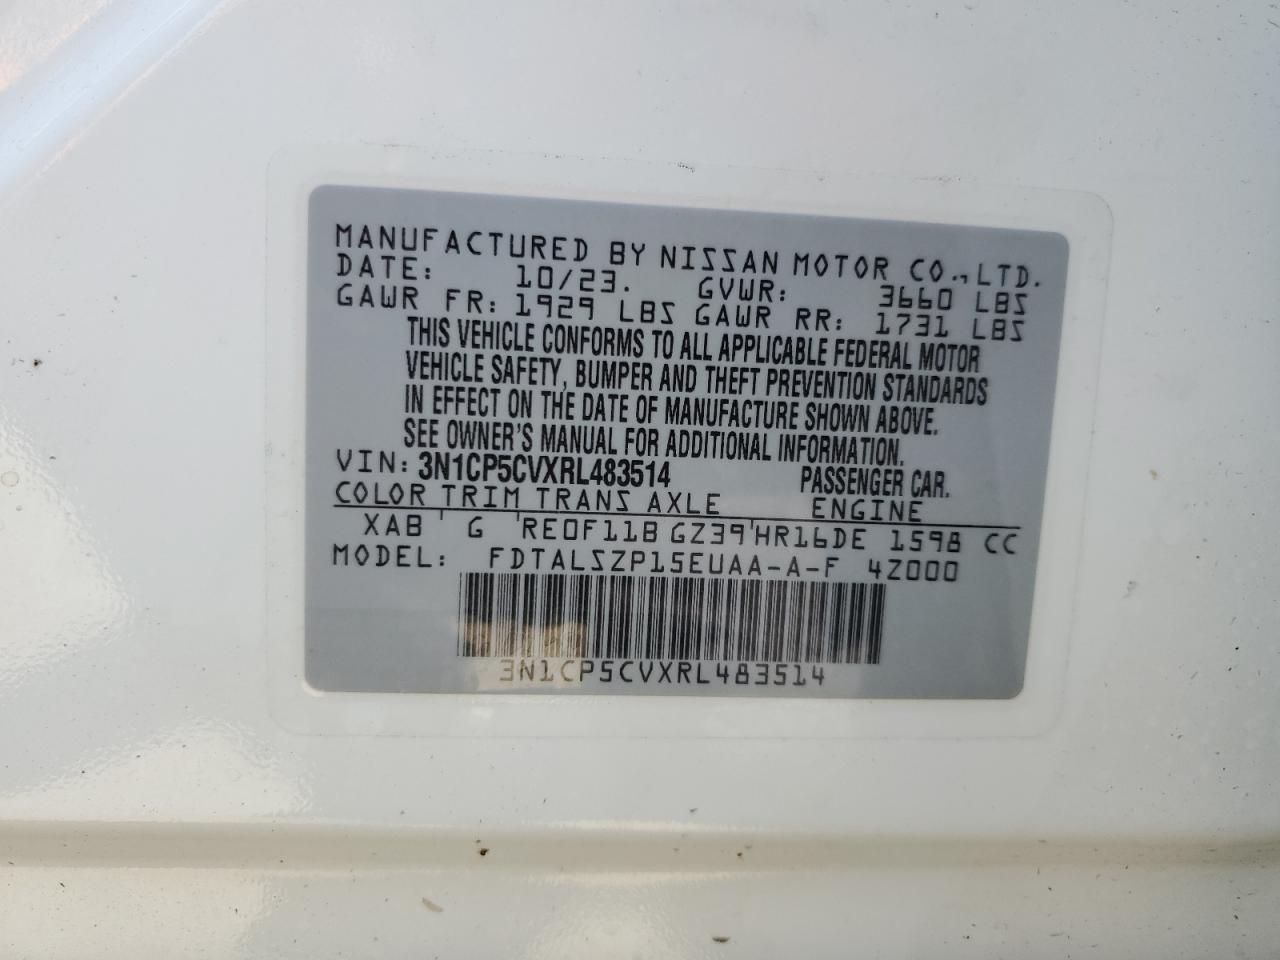 MANUFACTURED BY NISSAN MOTOR CO.,LTD.
DATE: 10/23. GVWR: 3660 LBS
GAWR FR: 1929 LBS GAWR RR: 1731 LBS
THIS VEHICLE CONFORMS TO ALL APPLICABLE FEDERAL MOTOR
VEHICLE SAFETY, BUMPER AND THEFT PREVENTION STANDARDS
IN EFFECT ON THE DATE OF MANUFACTURE SHOWN ABOVE.
SEE OWNER'S MANUAL FOR ADDITIONAL INFORMATION.
VIN: 3N1CP5CVXRL483514 PASSENGER CAR.
COLOR TRIM TRANS AXLE ENGINE
XAB G RE0F11B GZ39 HR16DE 1598 CC
MODEL: FDTALSZP15EUAA-A-F 4Z000
3N1CP5CVXRL483514